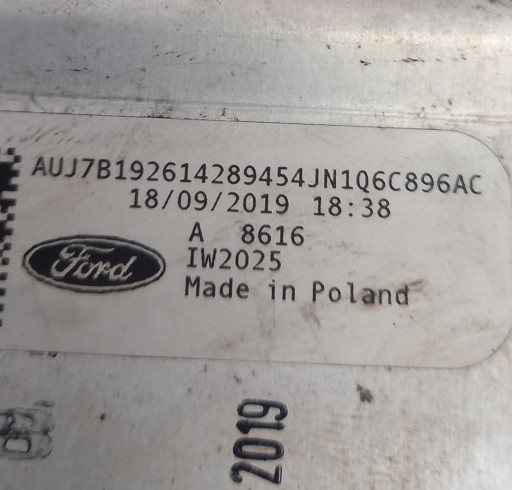 AUJ7B192614289454JN1Q6C896AC
18/09/2019 18:38
A 8616
IW2025
Ford
Made in Poland
2019